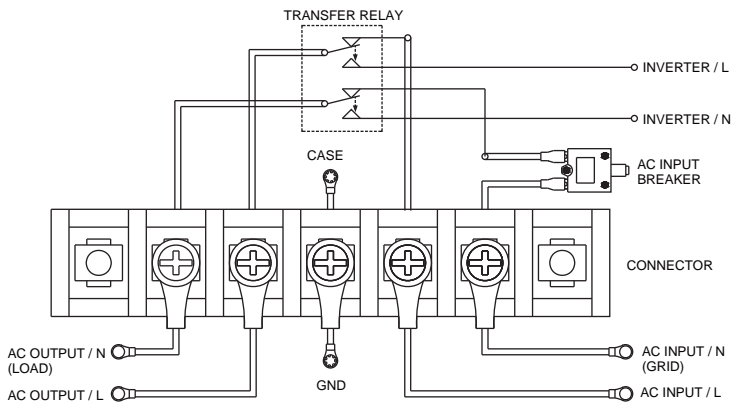 TRANSFER RELAY
INVERTER / L
INVERTER / N
CASE
AC INPUT
BREAKER
CONNECTOR
AC OUTPUT / N
(LOAD)
AC OUTPUT / L
GND
AC INPUT / N
(GRID)
AC INPUT / L